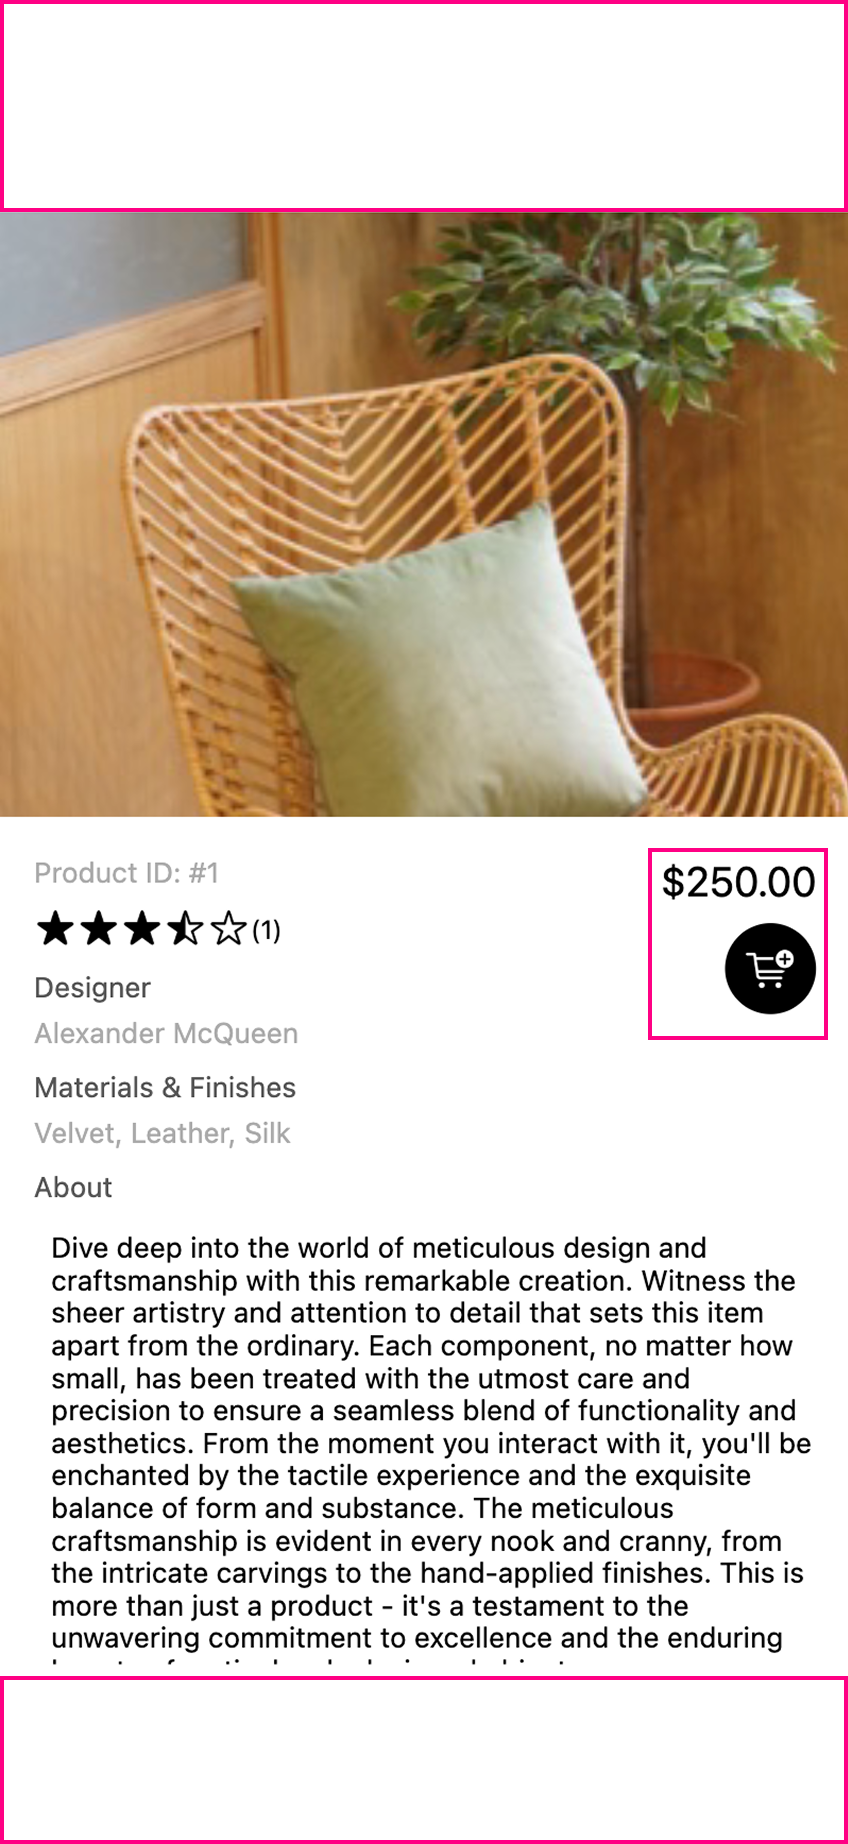 Product ID: #1
$250.00
(1)
Designer
Alexander McQueen
Materials & Finishes
Velvet, Leather, Silk
About
Dive deep into the world of meticulous design and
craftsmanship with this remarkable creation. Witness the
sheer artistry and attention to detail that sets this item
apart from the ordinary. Each component, no matter how
small, has been treated with the utmost care and
precision to ensure a seamless blend of functionality and
aesthetics. From the moment you interact with it, you'll be
enchanted by the tactile experience and the exquisite
balance of form and substance. The meticulous
craftsmanship is evident in every nook and cranny, from
the intricate carvings to the hand-applied finishes. This is
more than just a product - it's a testament to the
unwavering commitment to excellence and the enduring